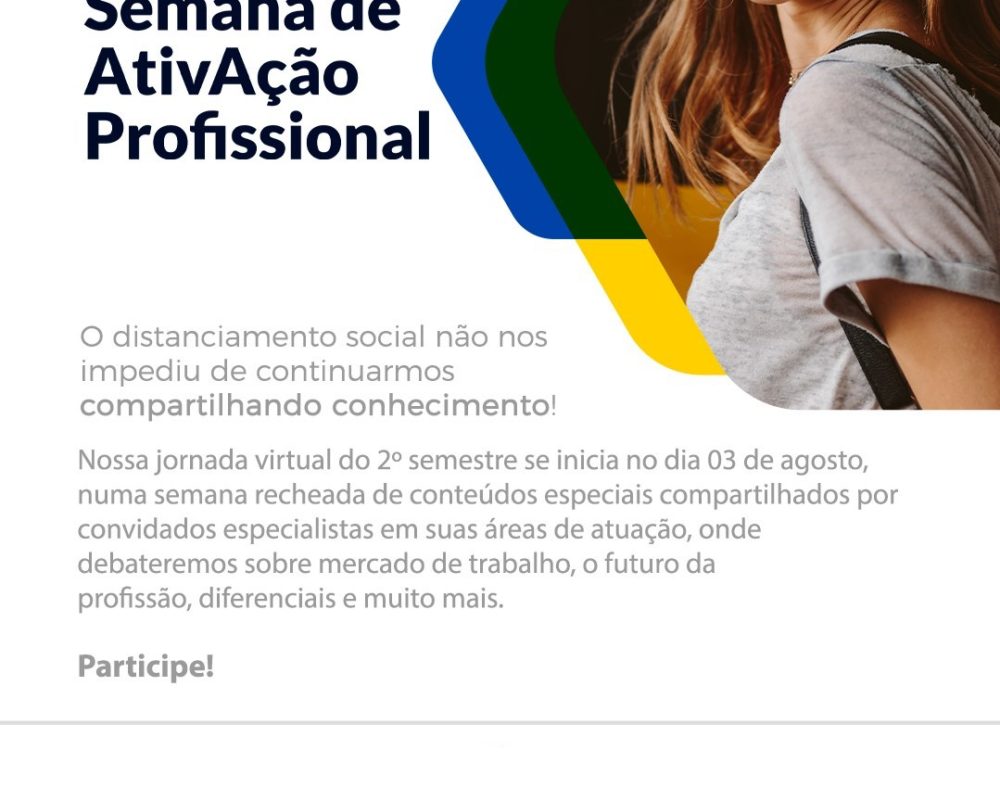 Semana de
AtivAção
Profissional
O distanciamento social não nos
impediu de continuarmos
compartilhando conhecimento!
Nossa jornada virtual do 2º semestre se inicia no dia 03 de agosto,
numa semana recheada de conteúdos especiais compartilhados por
convidados especialistas em suas áreas de atuação, onde
debateremos sobre mercado de trabalho, o futuro da
profissão, diferenciais e muito mais.
Participe!